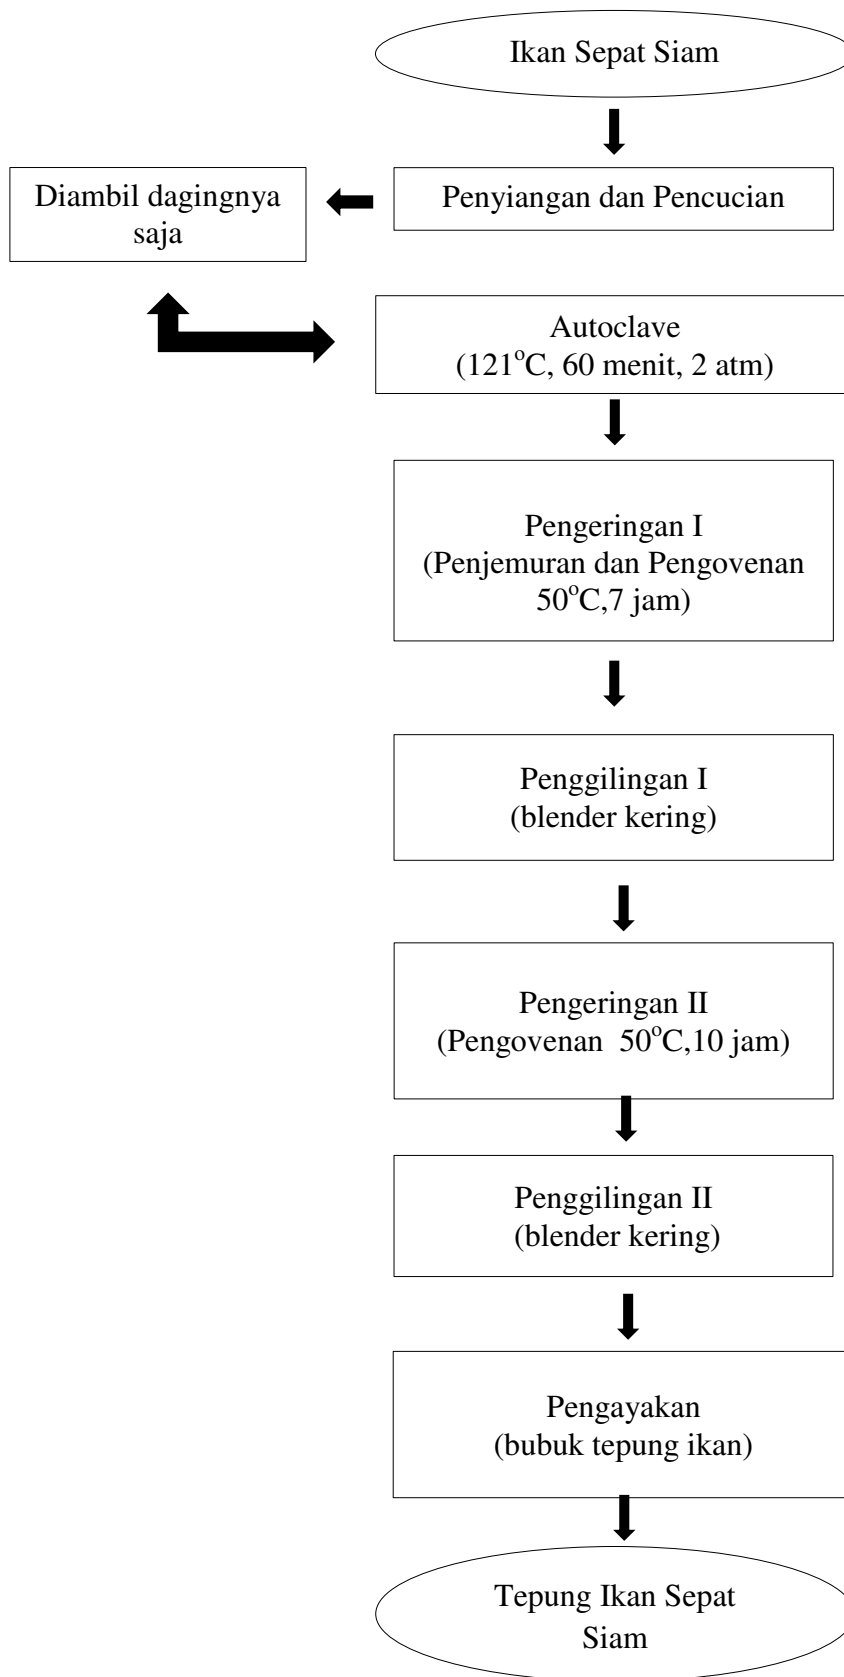 Ikan Sepat Siam
Penyiangan dan Pencucian
Diambil dagingnya
saja
Autoclave
(121°C, 60 menit, 2 atm)
Pengeringan I
(Penjemuran dan Pengovenan
50°C,7 jam)
Penggilingan I
(blender kering)
Pengeringan II
(Pengovenan  50°C,10 jam)
Penggilingan II
(blender kering)
Pengayakan
(bubuk tepung ikan)
Tepung Ikan Sepat
Siam